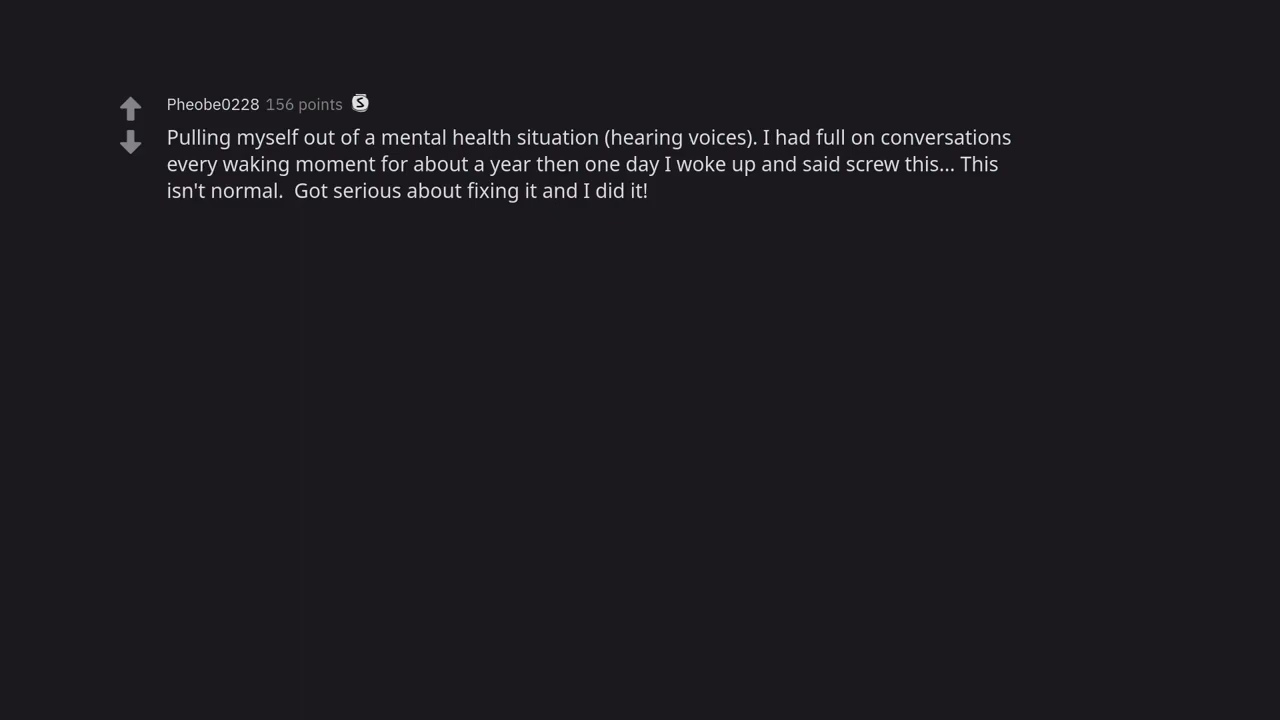 Pheobe0228 156 points
Pulling myself out of a mental health situation (hearing voices). I had full on conversations
every waking moment for about a year then one day I woke up and said screw this... This
isn't normal.  Got serious about fixing it and I did it!